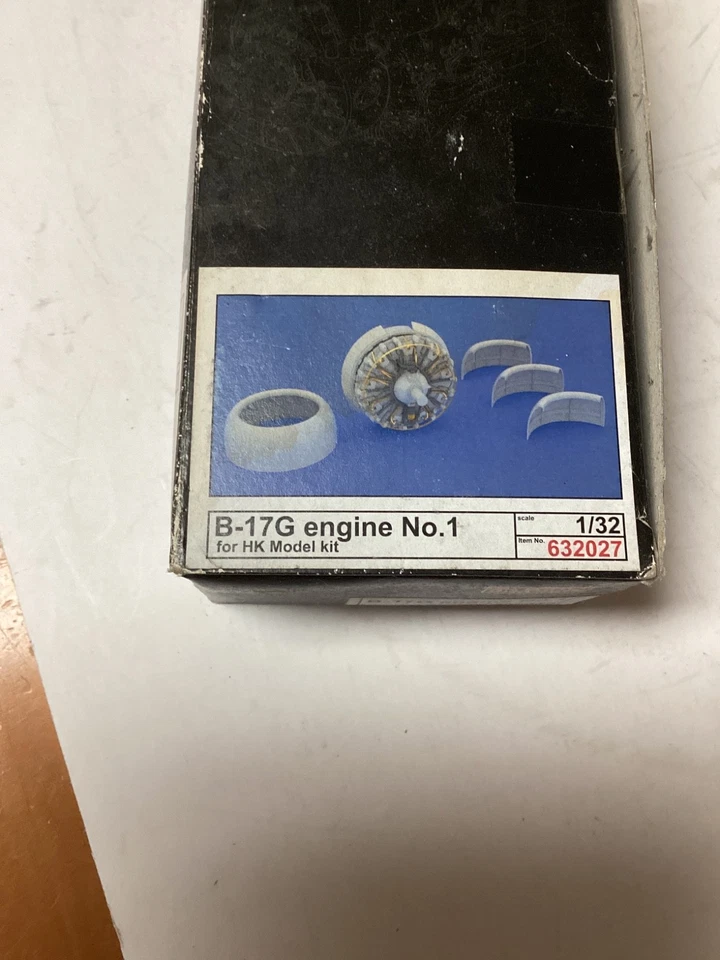 B-17G engine No.1
for HK Model kit
scale
1/32
Item No.
632027